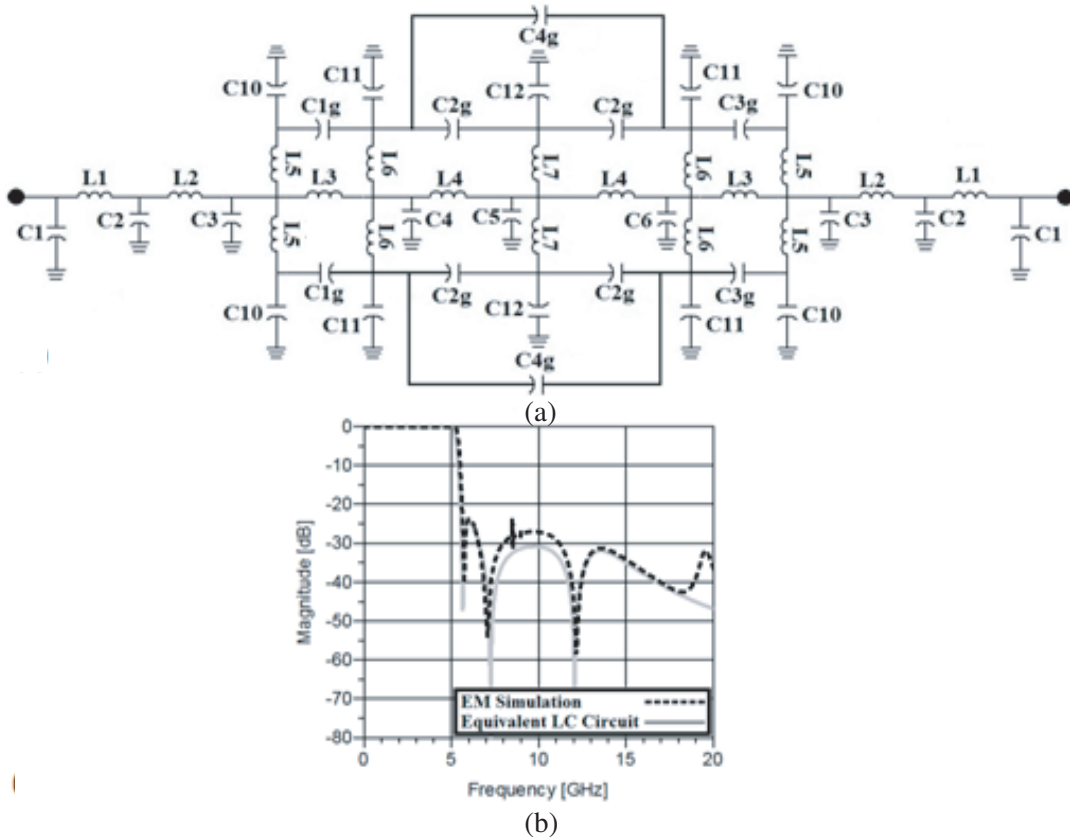 C4g
C10 C11 C12 C11 C10
C1g C2g C2g C3g
L5 L6 L7 L6 L5
L1 L2 L3 L4 L4 L3 L2 L1
C1 C2 C3 C4 C5 C6 C3 C2 C1
L5 L6 L7 L6 L5
C1g C2g C2g C3g
C10 C11 C12 C11 C10
C4g
(a)
Magnitude [dB]
0
-10
-20
-30
-40
-50
-60
-70
-80
EM Simulation
Equivalent LC Circuit
0 5 10 15 20
Frequency [GHz]
(b)